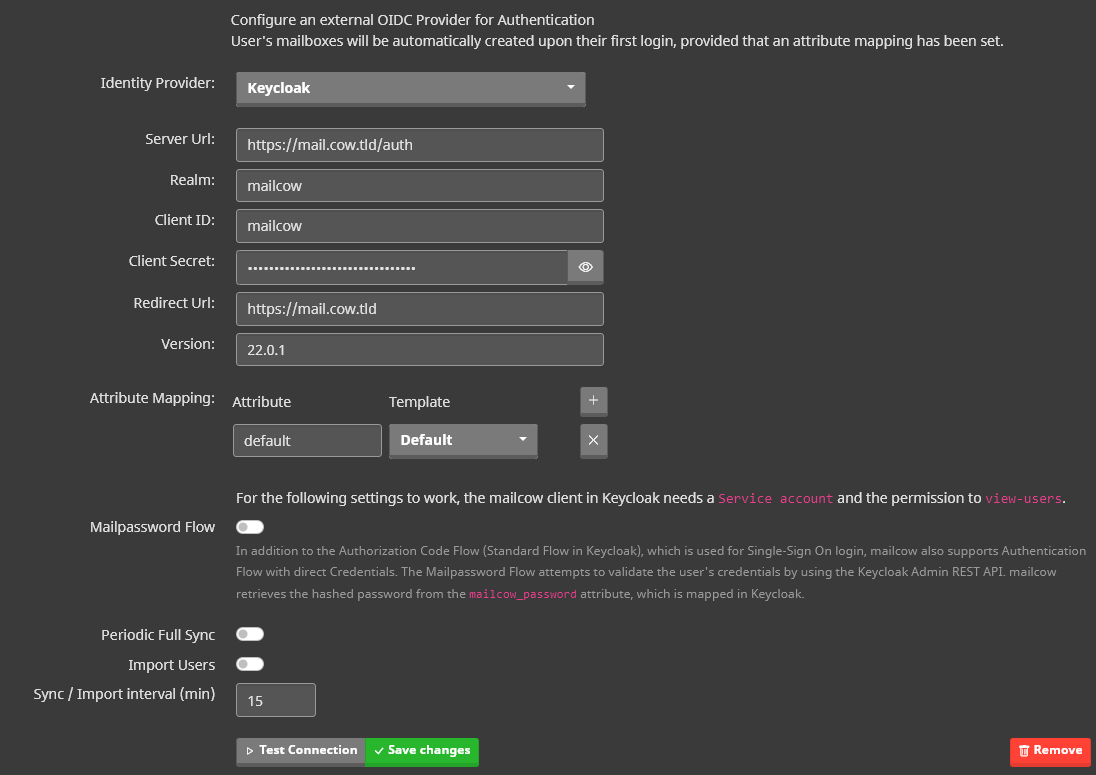 Configure an external OIDC Provider for Authentication
User's mailboxes will be automatically created upon their first login, provided that an attribute mapping has been set.
Identity Provider: Keycloak
Server Url: https://mail.cow.tld/auth
Realm: mailcow
Client ID: mailcow
Client Secret: ••••••••••••••••••••••••••••••••
Redirect Url: https://mail.cow.tld
Version: 22.0.1
Attribute Mapping: Attribute Template +
default Default ×
For the following settings to work, the mailcow client in Keycloak needs a Service account and the permission to view-users.
Mailpassword Flow
In addition to the Authorization Code Flow (Standard Flow in Keycloak), which is used for Single-Sign On login, mailcow also supports Authentication
Flow with direct Credentials. The Mailpassword Flow attempts to validate the user's credentials by using the Keycloak Admin REST API. mailcow
retrieves the hashed password from the mailcow_password attribute, which is mapped in Keycloak.
Periodic Full Sync
Import Users
Sync / Import interval (min) 15
Test Connection Save changes Remove